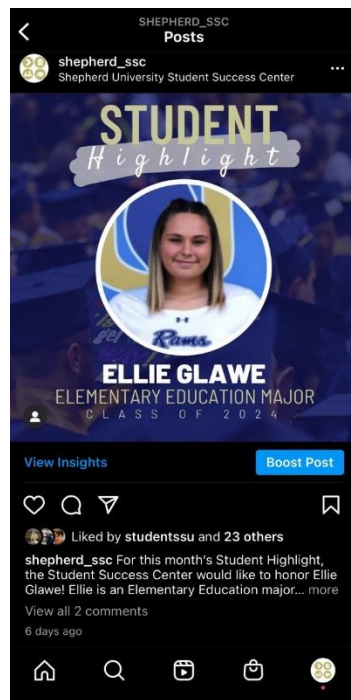 SHEPHERD_SSC
Posts
shepherd_ssc
Shepherd University Student Success Center
STUDENT
Highlight
Rams
ELLIE GLAWE
ELEMENTARY EDUCATION MAJOR
CLASS OF 2024
View Insights
Boost Post
Liked by studentssu and 23 others
shepherd_ssc For this month's Student Highlight,
the Student Success Center would like to honor Ellie
Glawe! Ellie is an Elementary Education major... more
View all 2 comments
6 days ago